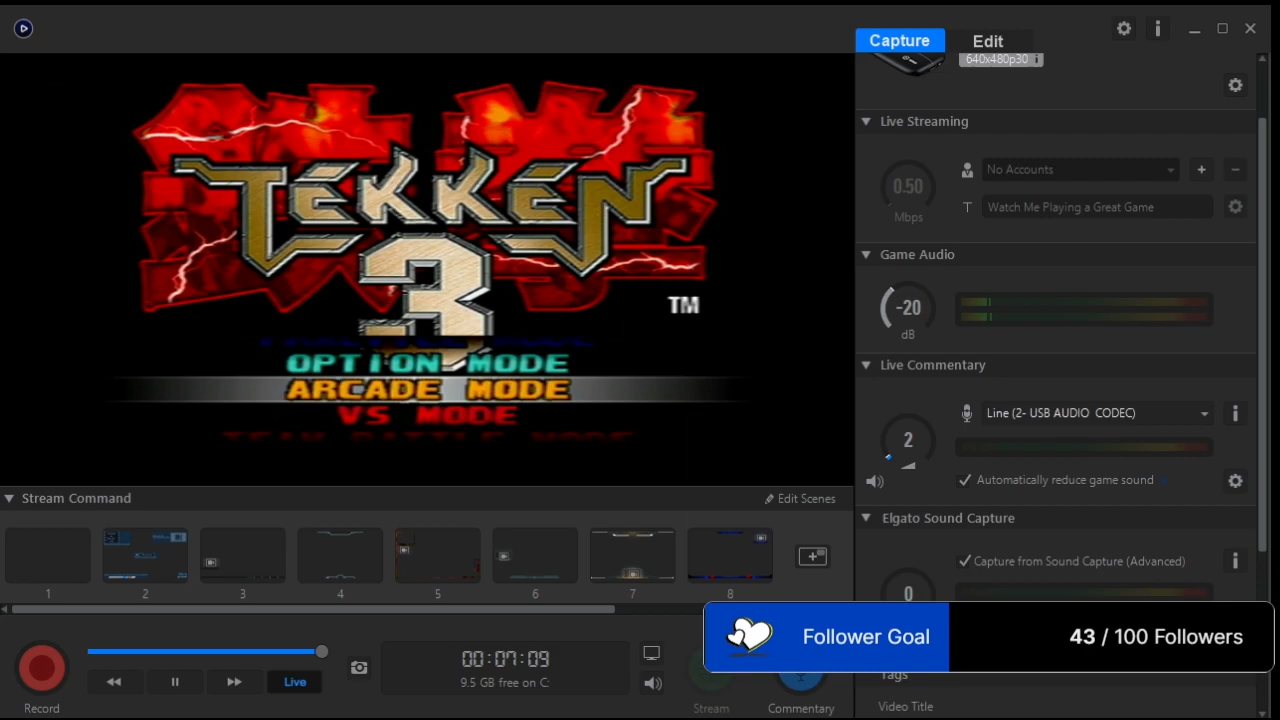 Capture
Edit
640x480p30
Live Streaming
0.50
Mbps
No Accounts
T
Watch Me Playing a Great Game
Game Audio
-20
dB
Live Commentary
2
Line (2- USB AUDIO CODEC)
Automatically reduce game sound
Elgato Sound Capture
Capture from Sound Capture (Advanced)
0
TEKKEN
3
TM
OPTION MODE
ARCADE MODE
VS MODE
TEAM BATTLE MODE
Stream Command
Edit Scenes
1
2
3
4
5
6
7
8
Follower Goal
43 / 100 Followers
Live
00:07:09
9.5 GB free on C:
Record
Stream
Commentary
Tags
Video Title